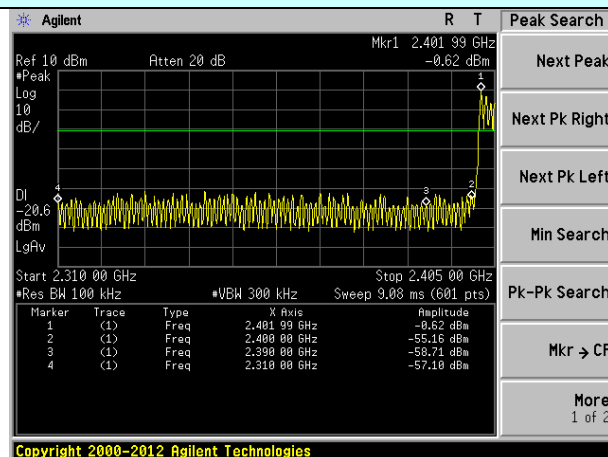 Agilent R T Peak Search
Mkr1 2.401 99 GHz
Ref 10 dBm Atten 20 dB -0.62 dBm
#Peak
Log
10
dB/
DI
-20.6
dBm
LgAv
1
2
3
4
Start 2.310 00 GHz Stop 2.405 00 GHz
#Res BW 100 kHz #VBW 300 kHz Sweep 9.08 ms (601 pts)
Marker Trace Type X Axis Amplitude
1 (1) Freq 2.401 99 GHz -0.62 dBm
2 (1) Freq 2.400 00 GHz -55.16 dBm
3 (1) Freq 2.390 00 GHz -58.71 dBm
4 (1) Freq 2.310 00 GHz -57.10 dBm
Next Peak
Next Pk Right
Next Pk Left
Min Search
Pk-Pk Search
Mkr → CF
More
1 of 2
Copyright 2000-2012 Agilent Technologies